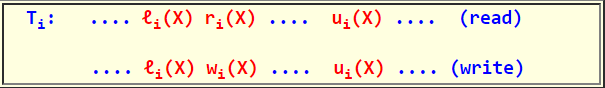 Tᵢ: .... ℓᵢ(X) rᵢ(X) .... uᵢ(X) .... (read)
.... ℓᵢ(X) wᵢ(X) .... uᵢ(X) .... (write)